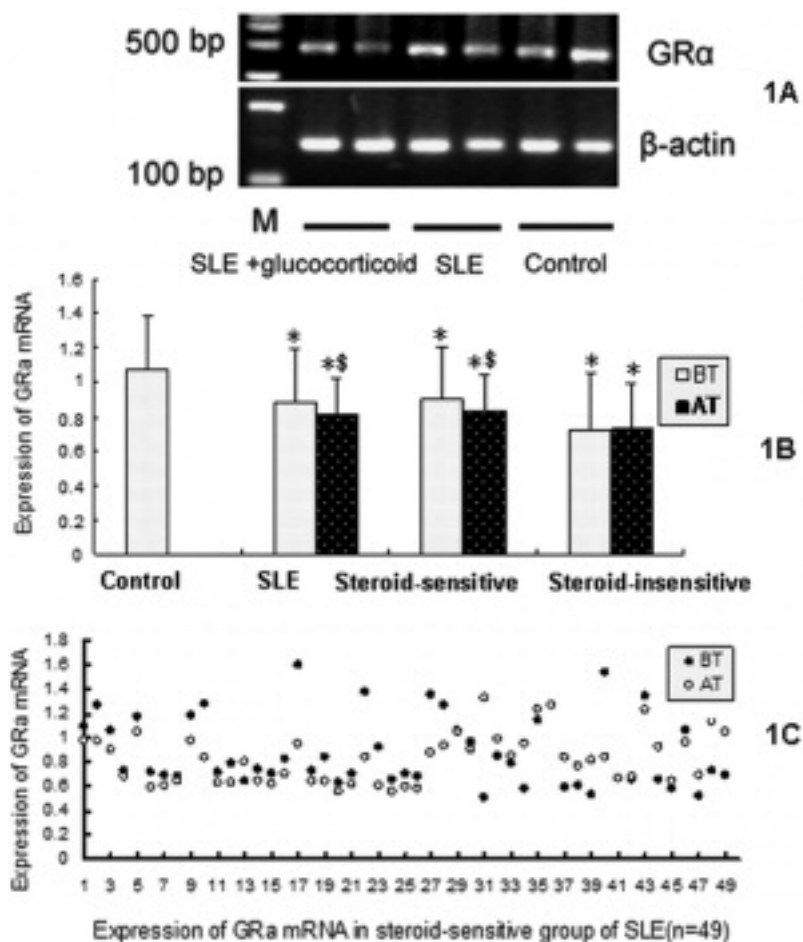 500 bp
GRα
1A
β-actin
100 bp
M
SLE +glucocorticoid SLE Control
Expression of GRa mRNA
1.6
1.4
1.2
1
0.8
0.6
0.4
0.2
0
* *$ * *$ * *
BT
AT
1B
Control SLE Steroid-sensitive Steroid-insensitive
Expression of GRa mRNA
1.8
1.6
1.4
1.2
1
0.8
0.6
0.4
0.2
0
BT
AT
1C
1 3 5 7 9 11 13 15 17 19 21 23 25 27 29 31 33 35 37 39 41 43 45 47 49
Expression of GRa mRNA in steroid-sensitive group of SLE(n=49)